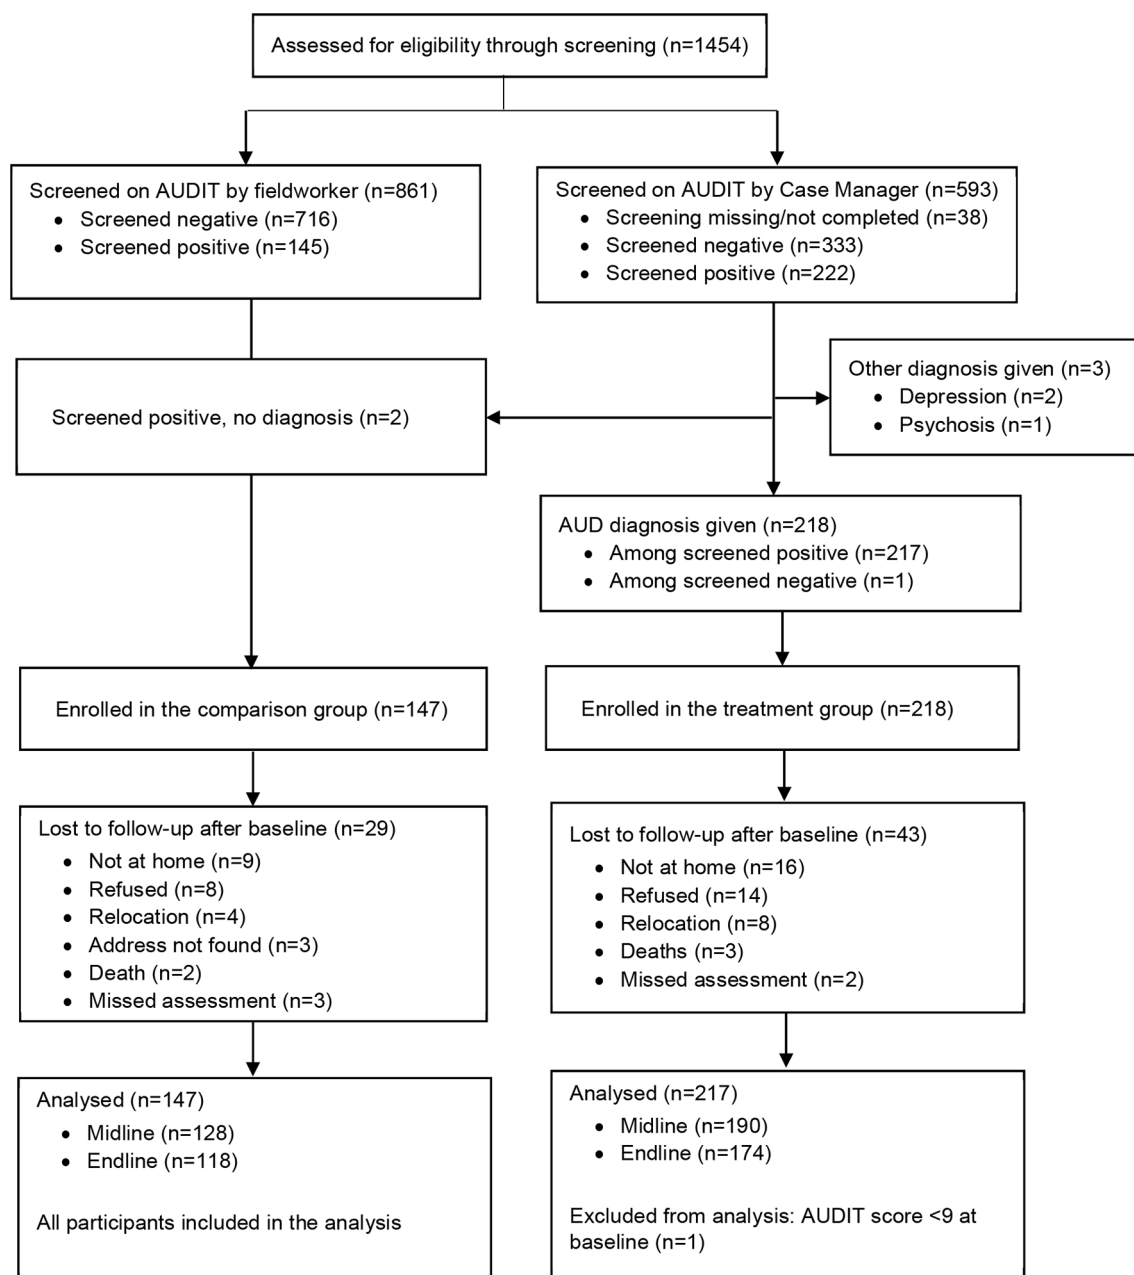 Assessed for eligibility through screening (n=1454)
Screened on AUDIT by fieldworker (n=861)
• Screened negative (n=716)
• Screened positive (n=145)
Screened on AUDIT by Case Manager (n=593)
• Screening missing/not completed (n=38)
• Screened negative (n=333)
• Screened positive (n=222)
Screened positive, no diagnosis (n=2)
Other diagnosis given (n=3)
• Depression (n=2)
• Psychosis (n=1)
AUD diagnosis given (n=218)
• Among screened positive (n=217)
• Among screened negative (n=1)
Enrolled in the comparison group (n=147)
Enrolled in the treatment group (n=218)
Lost to follow-up after baseline (n=29)
• Not at home (n=9)
• Refused (n=8)
• Relocation (n=4)
• Address not found (n=3)
• Death (n=2)
• Missed assessment (n=3)
Lost to follow-up after baseline (n=43)
• Not at home (n=16)
• Refused (n=14)
• Relocation (n=8)
• Deaths (n=3)
• Missed assessment (n=2)
Analysed (n=147)
• Midline (n=128)
• Endline (n=118)
All participants included in the analysis
Analysed (n=217)
• Midline (n=190)
• Endline (n=174)
Excluded from analysis: AUDIT score <9 at
baseline (n=1)